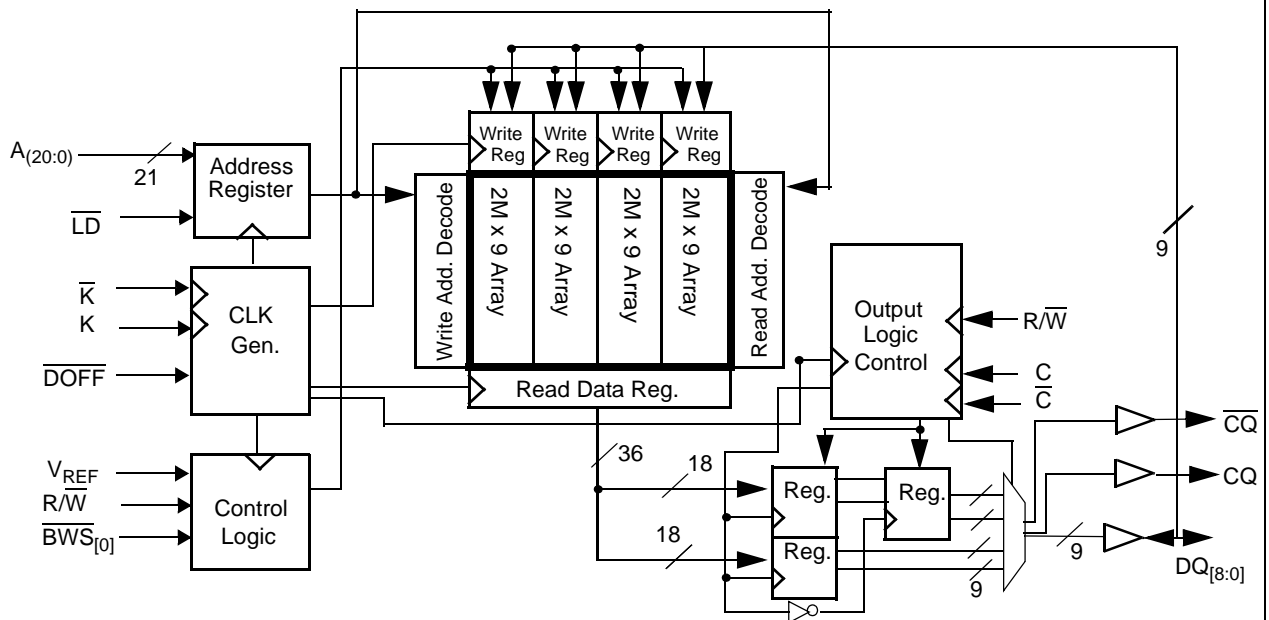 A(20:0)
21
LD
Address
Register
K
K
DOFF
CLK
Gen.
VREF
R/W
BWS[0]
Control
Logic
Write
Reg
Write
Reg
Write
Reg
Write
Reg
Write Add. Decode
2M x 9 Array
2M x 9 Array
2M x 9 Array
2M x 9 Array
Read Add. Decode
Read Data Reg.
36
18
18
Output
Logic
Control
R/W
C
C
Reg.
Reg.
Reg.
9
9
9
CQ
CQ
DQ[8:0]